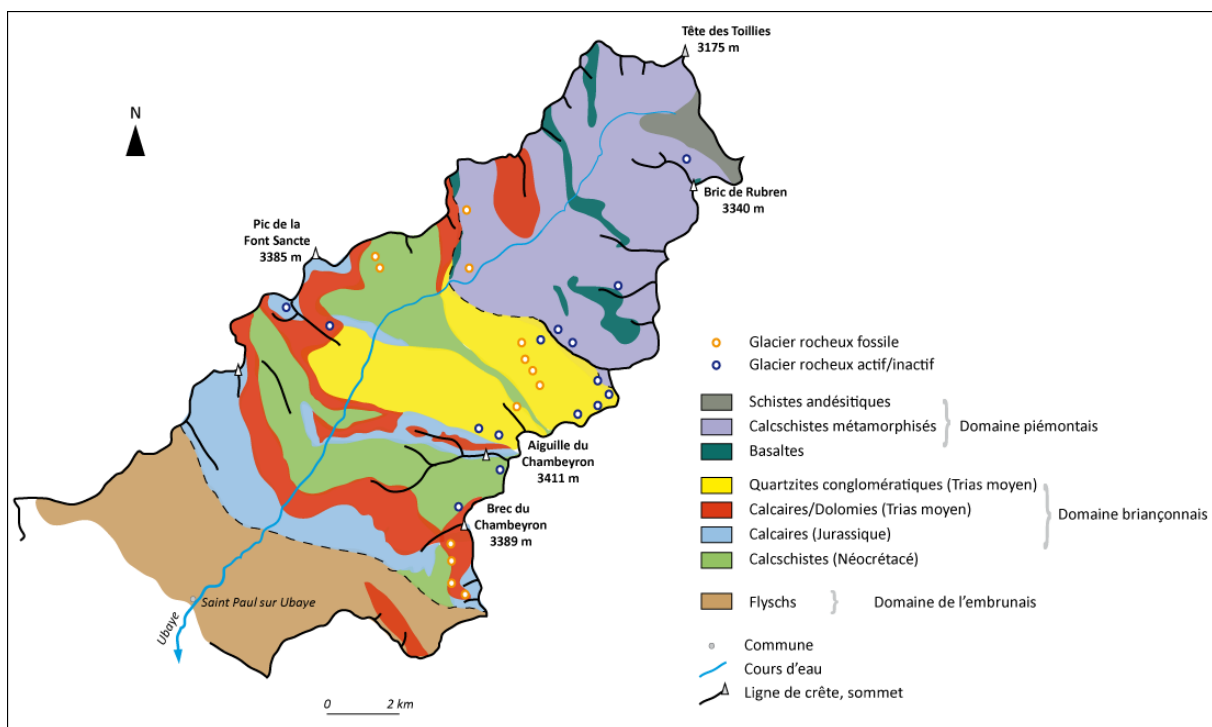 Tête des Toillies
3175 m
N
Bric de Rubren
3340 m
Pic de la
Font Sancte
3385 m
Aiguille du
Chambeyron
3411 m
Brec du
Chambeyron
3389 m
Saint Paul sur Ubaye
Ubaye
0 2 km
Glacier rocheux fossile
Glacier rocheux actif/inactif
Schistes andésitiques
Calcschistes métamorphisés
Domaine piémontais
Basaltes
Quartzites conglomératiques (Trias moyen)
Calcaires/Dolomies (Trias moyen)
Domaine briançonnais
Calcaires (Jurassique)
Calcschistes (Néocrétacé)
Flyschs
Domaine de l'embrunais
Commune
Cours d'eau
Ligne de crête, sommet